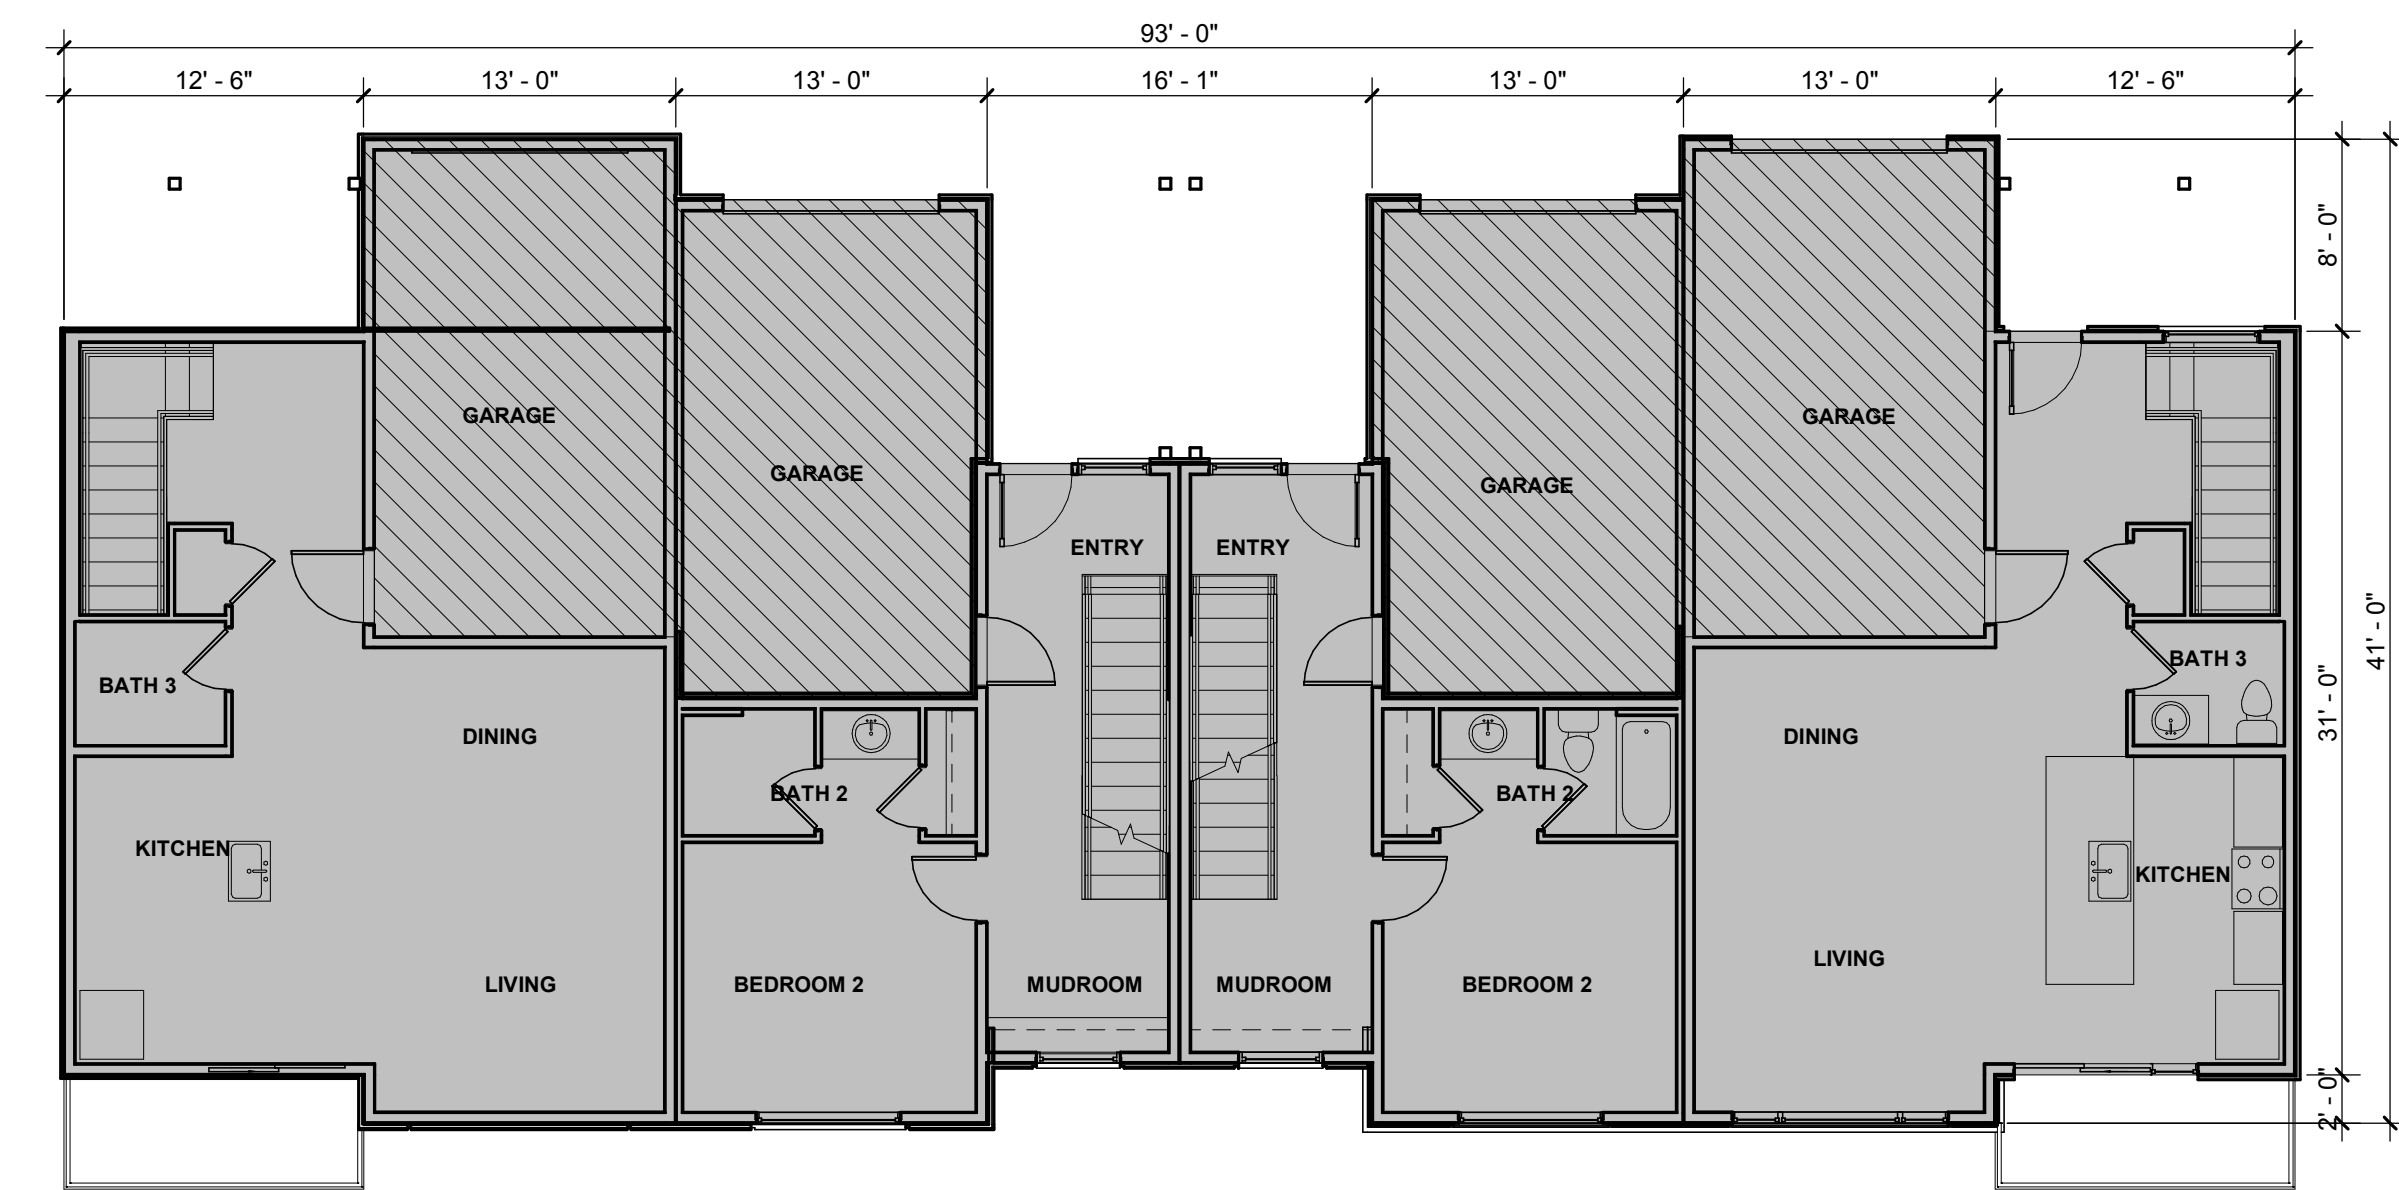 93' - 0"
12' - 6"
13' - 0"
13' - 0"
16' - 1"
13' - 0"
13' - 0"
12' - 6"
8' - 0"
41' - 0"
31' - 0"
2' - 0"
GARAGE
GARAGE
GARAGE
GARAGE
ENTRY
ENTRY
BATH 3
BATH 3
DINING
DINING
BATH 2
BATH 2
KITCHEN
KITCHEN
LIVING
LIVING
BEDROOM 2
MUDROOM
MUDROOM
BEDROOM 2